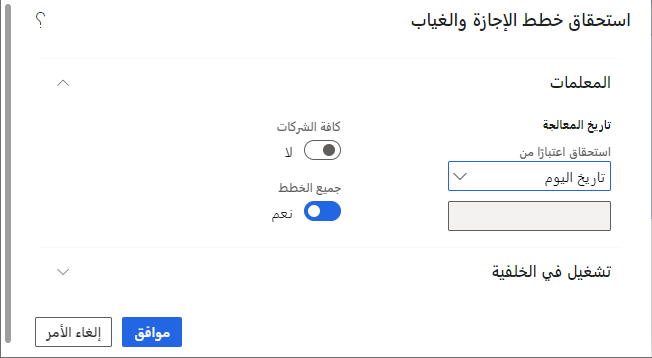 استحقاق خطط الإجازة والغياب
؟
المعلمات
تاريخ المعالجة
استحقاق اعتبارًا من
تاريخ اليوم
كافة الشركات
لا
جميع الخطط
نعم
تشغيل في الخلفية
موافق
إلغاء الأمر